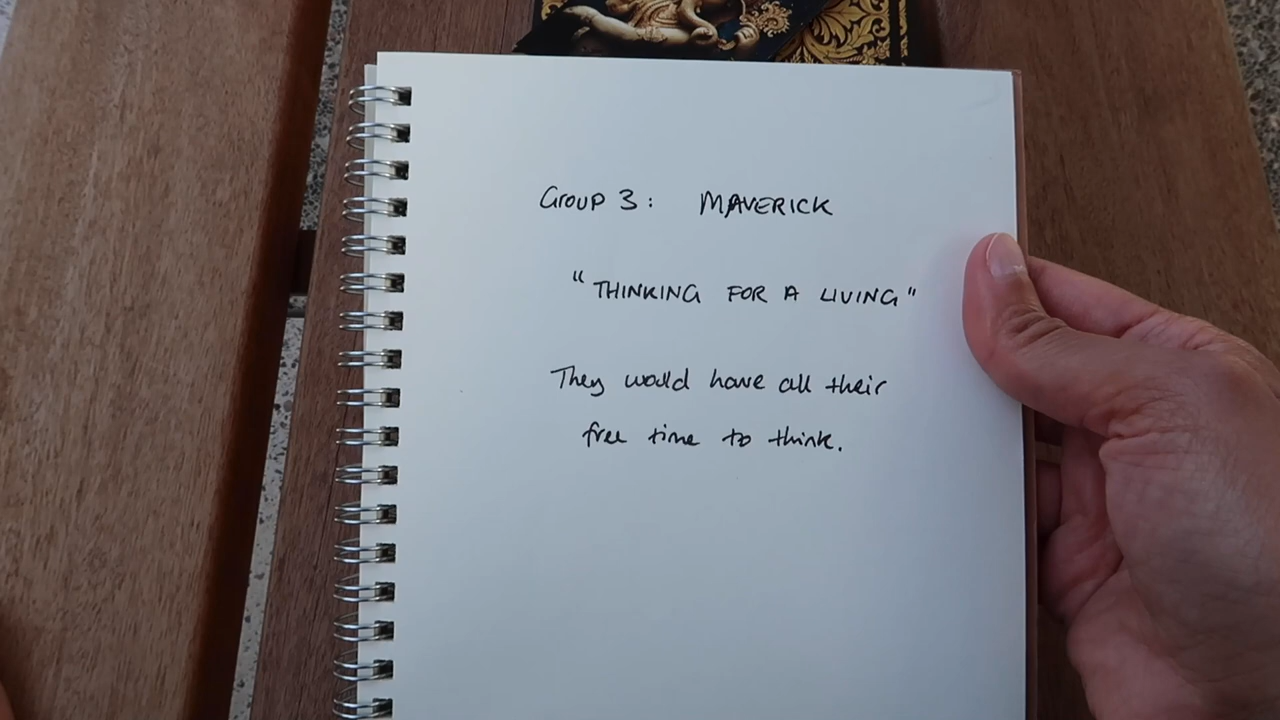 Group 3: MAVERICK
"THINKING FOR A LIVING"
They would have all their
free time to think.